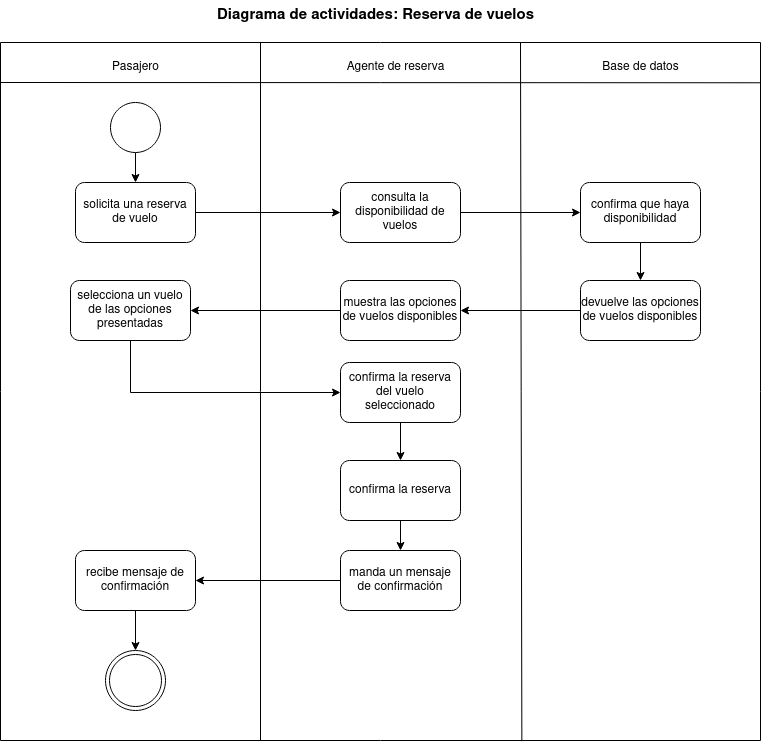 Diagrama de actividades: Reserva de vuelos
Pasajero
Agente de reserva
Base de datos
solicita una reserva
de vuelo
consulta la
disponibilidad de
vuelos
confirma que haya
disponibilidad
selecciona un vuelo
de las opciones
presentadas
muestra las opciones
de vuelos disponibles
devuelve las opciones
de vuelos disponibles
confirma la reserva
del vuelo
seleccionado
confirma la reserva
recibe mensaje de
confirmación
manda un mensaje
de confirmación